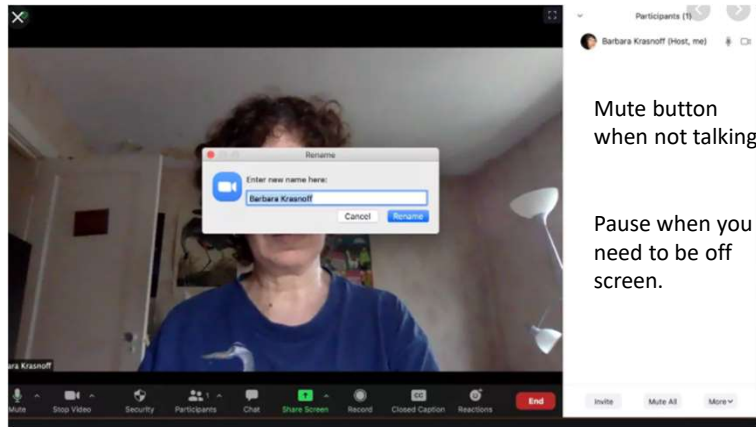 Participants (1)
Barbara Krasnoff (Host, me)
Rename
Enter new name here:
Barbara Krasnoff
Cancel
Rename
Mute button
when not talking
Pause when you
need to be off
screen.
ara Krasnoff
Mute
Stop Video
Security
1
Participants
Chat
Share Screen
Record
CC
Closed Caption
Reactions
End
Invite
Mute All
More